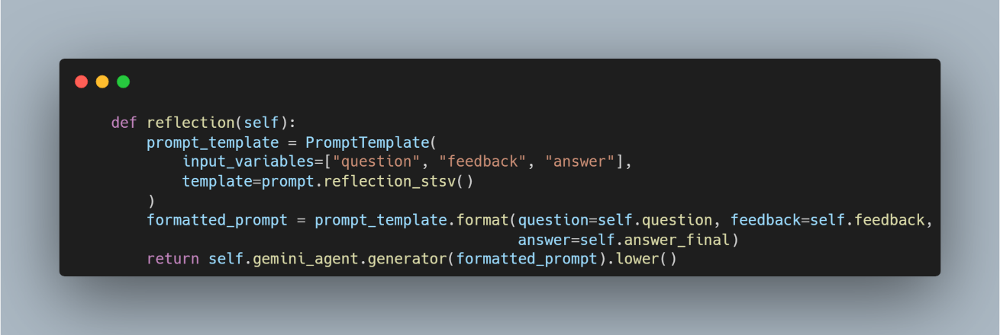 def reflection(self):
    prompt_template = PromptTemplate(
        input_variables=["question", "feedback", "answer"],
        template=prompt.reflection_stsv()
    )
    formatted_prompt = prompt_template.format(question=self.question, feedback=self.feedback,
                                              answer=self.answer_final)
    return self.gemini_agent.generator(formatted_prompt).lower()